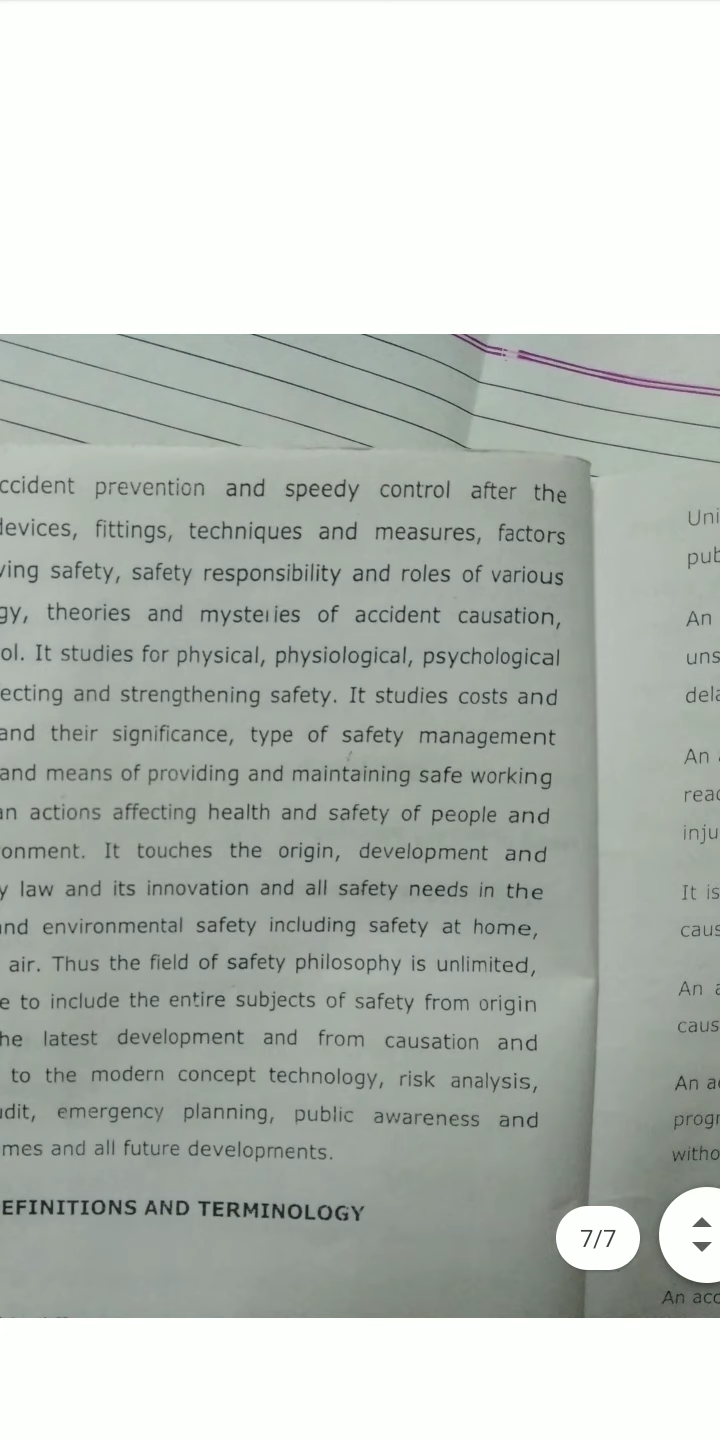 ccident prevention and speedy control after the
devices, fittings, techniques and measures, factors
ving safety, safety responsibility and roles of various
gy, theories and mysteries of accident causation,
ol. It studies for physical, physiological, psychological
ecting and strengthening safety. It studies costs and
and their significance, type of safety management
and means of providing and maintaining safe working
an actions affecting health and safety of people and
onment. It touches the origin, development and
y law and its innovation and all safety needs in the
and environmental safety including safety at home,
air. Thus the field of safety philosophy is unlimited,
e to include the entire subjects of safety from origin
he latest development and from causation and
to the modern concept technology, risk analysis,
udit, emergency planning, public awareness and
mes and all future developments.
EFINITIONS AND TERMINOLOGY
Uni
pub
An
uns
dela
An
reac
inju
It is
caus
An a
caus
An ac
progr
witho
An acc
7/7